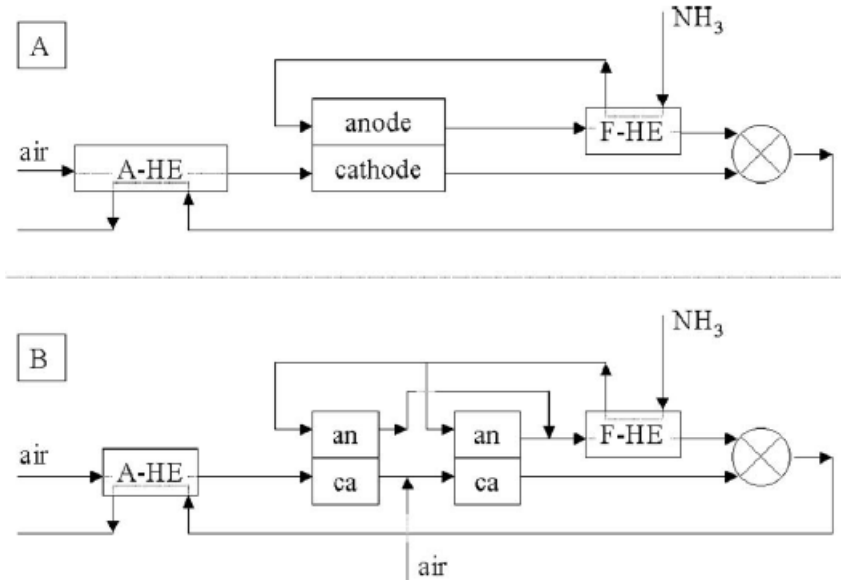 A
NH3
anode
F-HE
air
A-HE
cathode
B
NH3
an
an
F-HE
air
A-HE
ca
ca
air